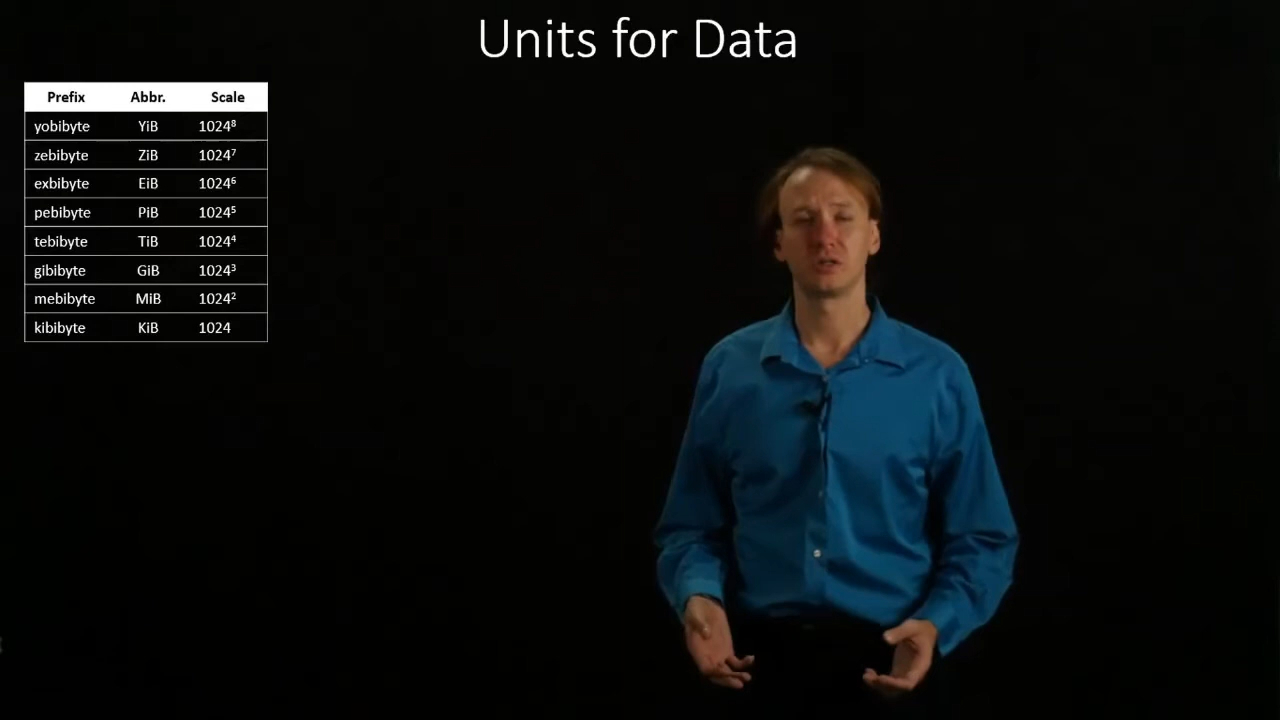 Units for Data
Prefix Abbr. Scale
yobibyte YiB 1024⁸
zebibyte ZiB 1024⁷
exbibyte EiB 1024⁶
pebibyte PiB 1024⁵
tebibyte TiB 1024⁴
gibibyte GiB 1024³
mebibyte MiB 1024²
kibibyte KiB 1024